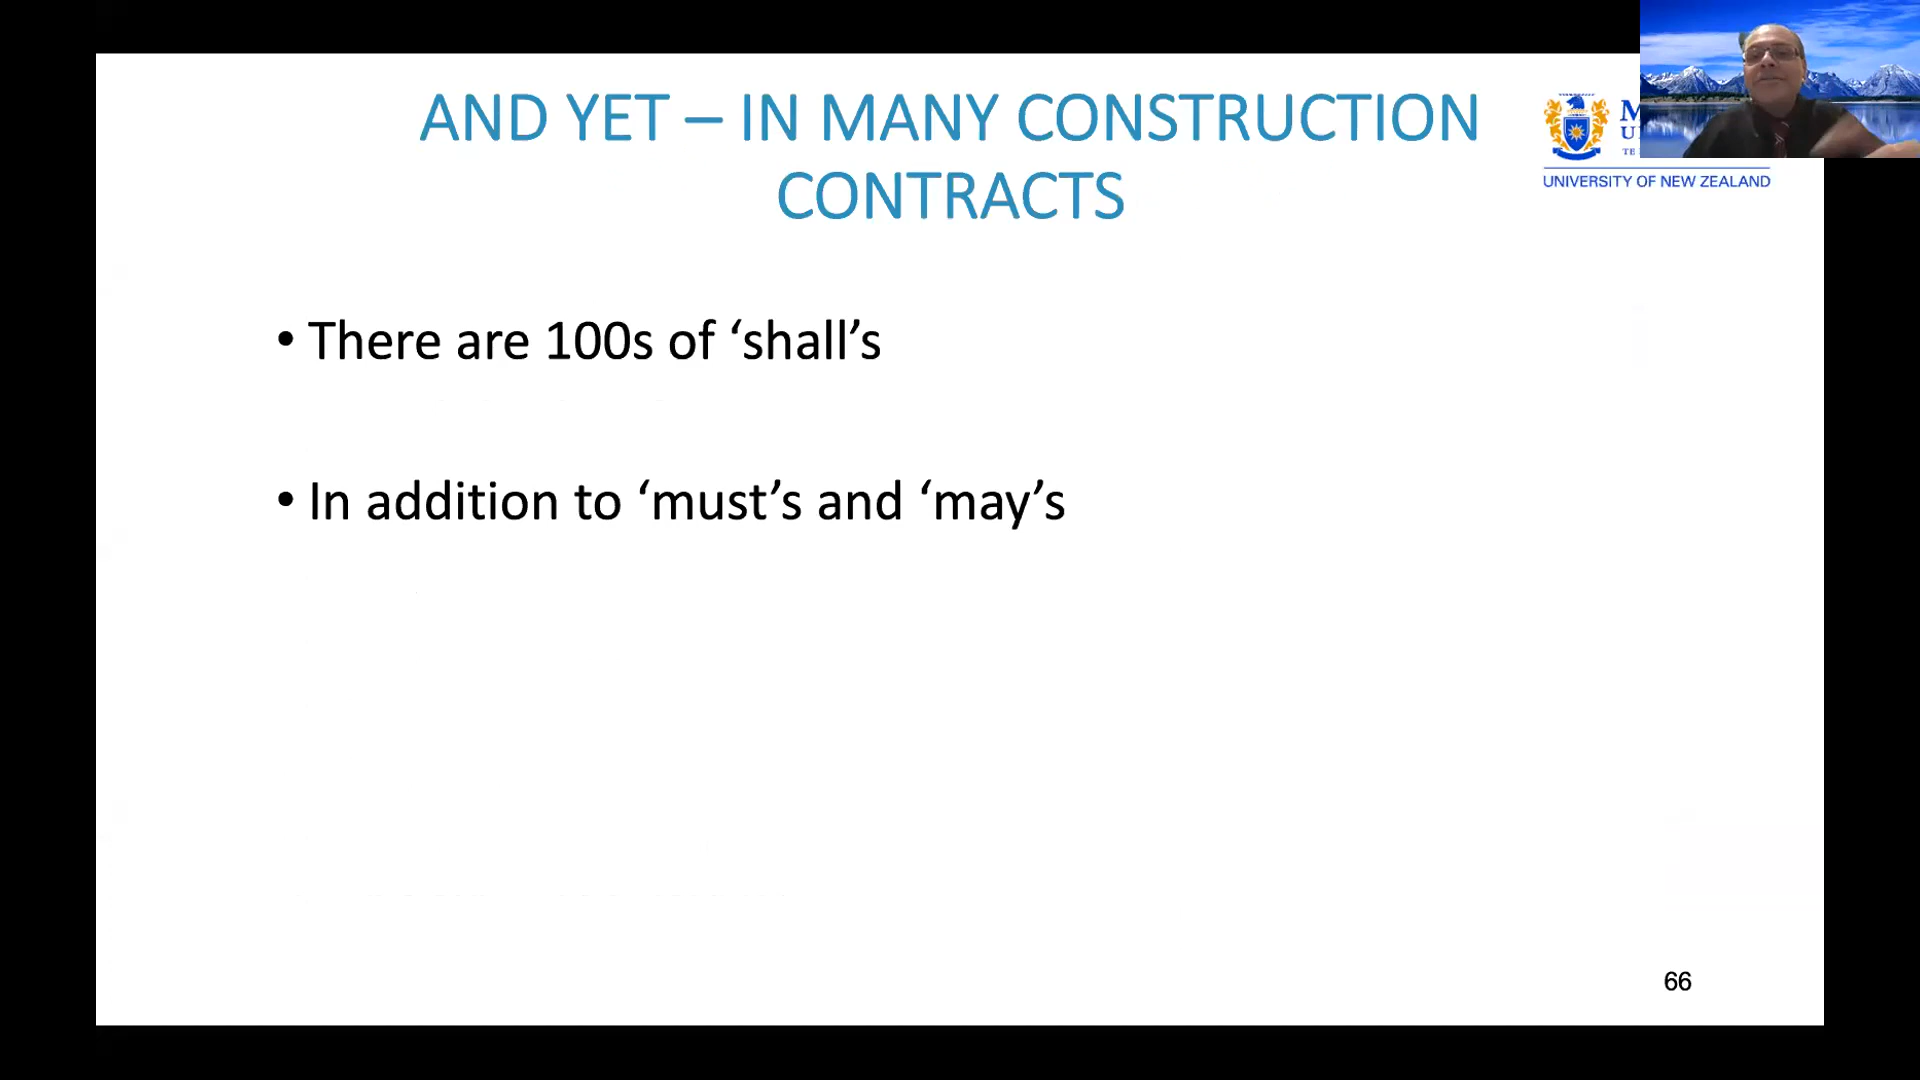 AND YET – IN MANY CONSTRUCTION
CONTRACTS
UNIVERSITY OF NEW ZEALAND
• There are 100s of ‘shall’s
• In addition to ‘must’s and ‘may’s
66